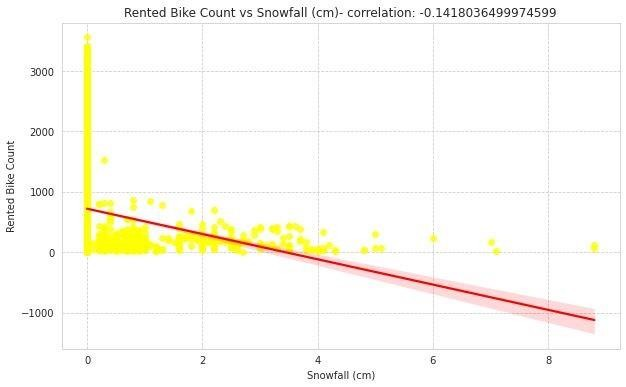 Rented Bike Count vs Snowfall (cm)- correlation: -0.1418036499974599
3000
2000
1000
0
−1000
Rented Bike Count
0 2 4 6 8
Snowfall (cm)